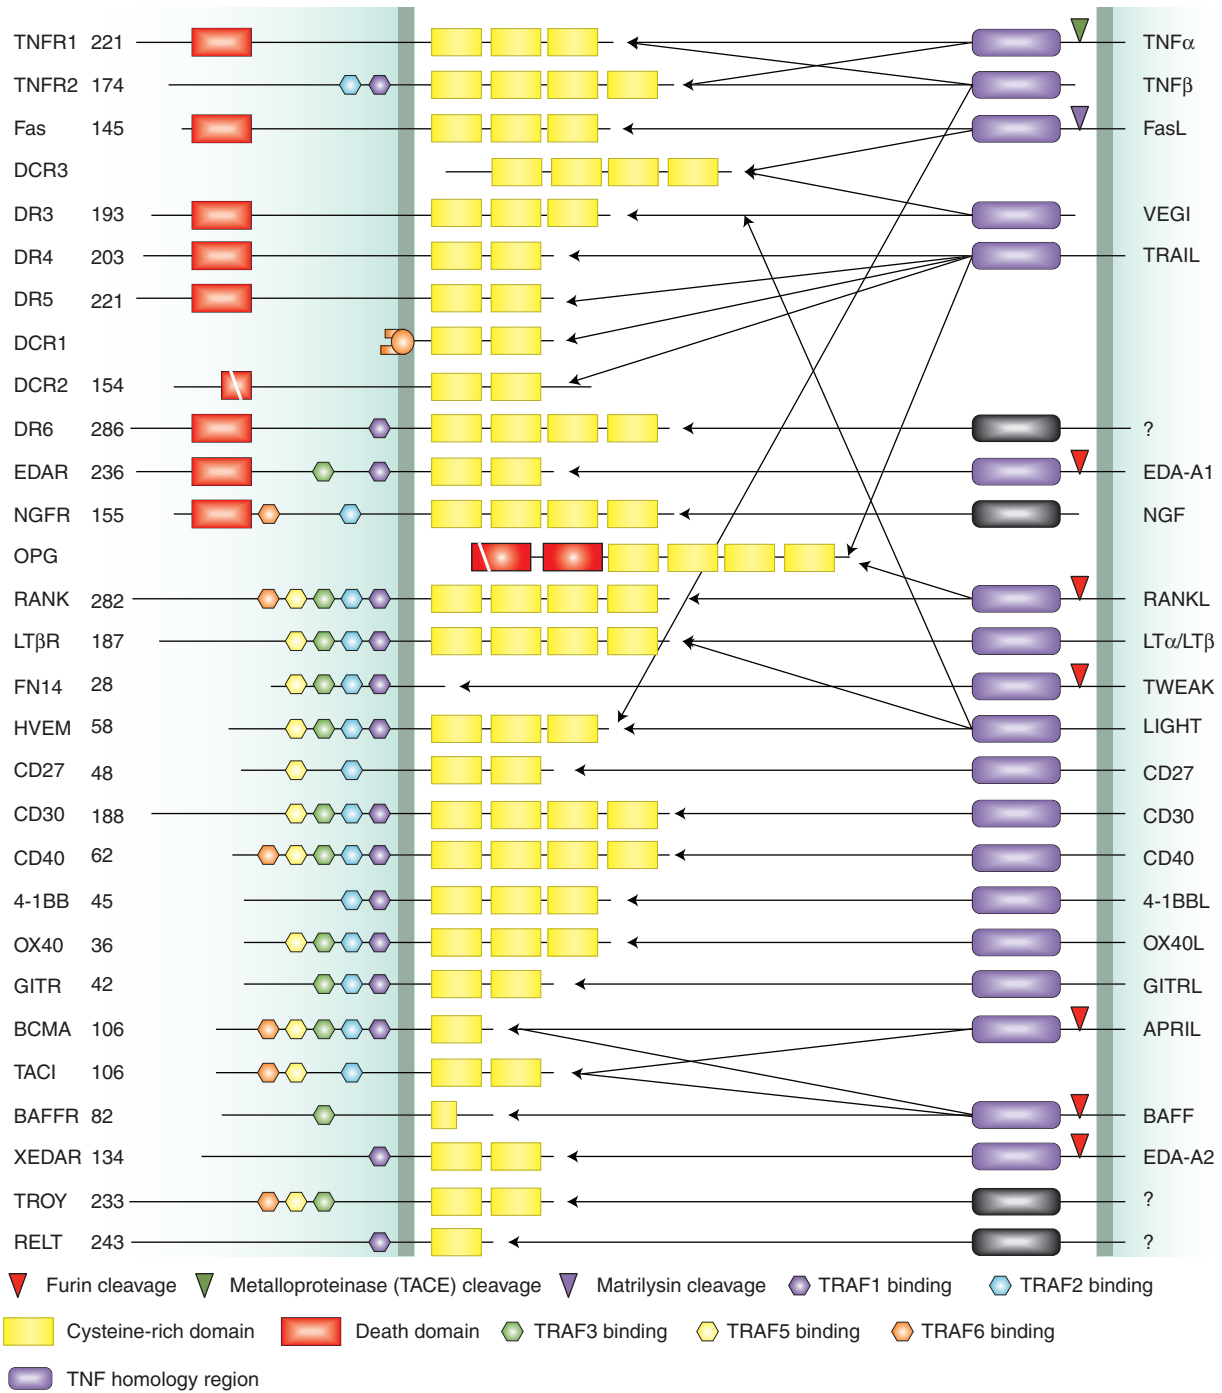 TNFR1 221 TNFα
TNFR2 174 TNFβ
Fas 145 FasL
DCR3
DR3 193 VEGI
DR4 203 TRAIL
DR5 221
DCR1
DCR2 154
DR6 286 ?
EDAR 236 EDA-A1
NGFR 155 NGF
OPG
RANK 282 RANKL
LTβR 187 LTα/LTβ
FN14 28 TWEAK
HVEM 58 LIGHT
CD27 48 CD27
CD30 188 CD30
CD40 62 CD40
4-1BB 45 4-1BBL
OX40 36 OX40L
GITR 42 GITRL
BCMA 106 APRIL
TACI 106
BAFFR 82 BAFF
XEDAR 134 EDA-A2
TROY 233 ?
RELT 243 ?
Furin cleavage Metalloproteinase (TACE) cleavage Matrilysin cleavage TRAF1 binding TRAF2 binding
Cysteine-rich domain Death domain TRAF3 binding TRAF5 binding TRAF6 binding
TNF homology region